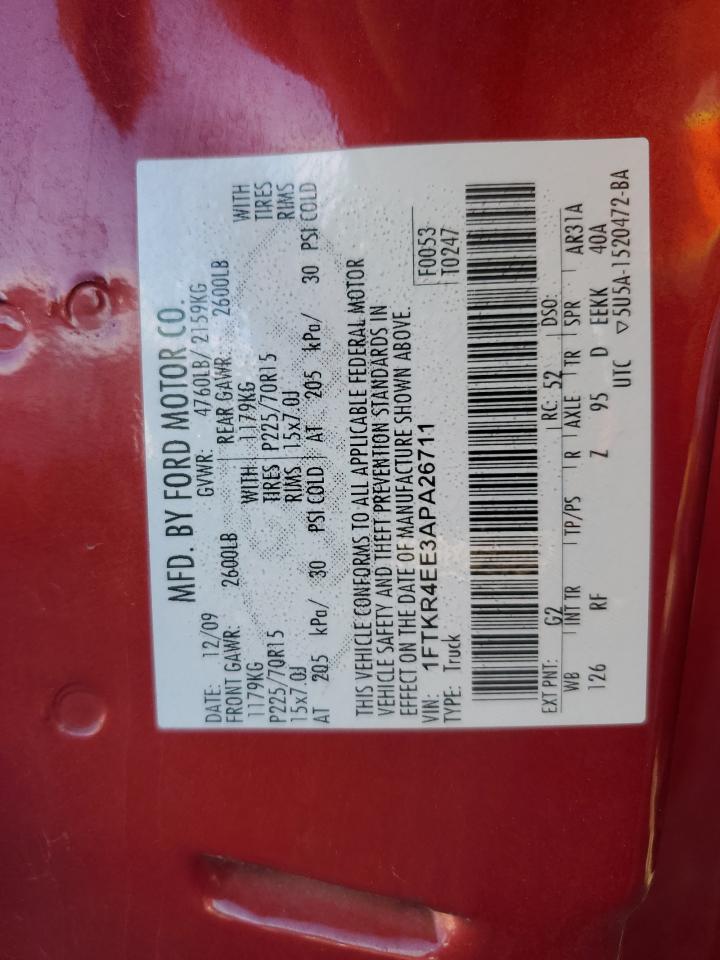 MFD. BY FORD MOTOR CO.
DATE: 12/09 GVWR: 4760LB/ 2159KG
FRONT GAWR: 2600LB REAR GAWR: 2600LB
1179KG WITH 1179KG WITH
P225/70R15 TIRES P225/70R15 TIRES
15x7.0J RIMS 15x7.0J RIMS
AT 205 kPa/ 30 PSI COLD AT 205 kPa/ 30 PSI COLD
THIS VEHICLE CONFORMS TO ALL APPLICABLE FEDERAL MOTOR
VEHICLE SAFETY AND THEFT PREVENTION STANDARDS IN
EFFECT ON THE DATE OF MANUFACTURE SHOWN ABOVE.
VIN: 1FTKR4EE3APA26711 F0053
TYPE: Truck T0247
EXT PNT: G2 RC: 52 DSO:
WB INT TR TP/PS R AXLE TR SPR AR31A
126 RF Z 95 D EEKK 40A
UTC ▽5U5A-1520472-BA